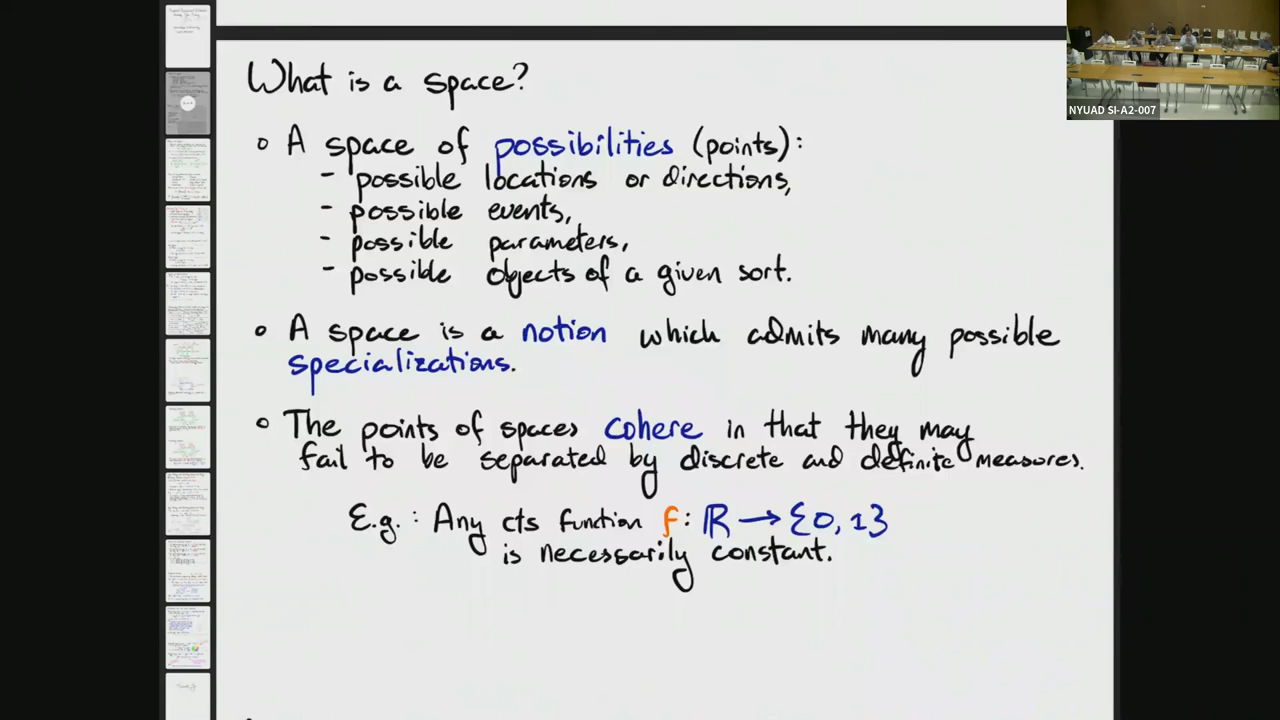 What is a space?
◦ A space of possibilities (points):
- possible locations or directions,
- possible events,
- possible parameters,
- possible objects of a given sort.
◦ A space is a notion which admits many possible
specializations.
◦ The points of spaces cohere in that they may
fail to be separated by discrete and definite measures.
E.g.: Any cts function f: ℝ → {0, 1}
is necessarily constant.
NYUAD SI-A2-007